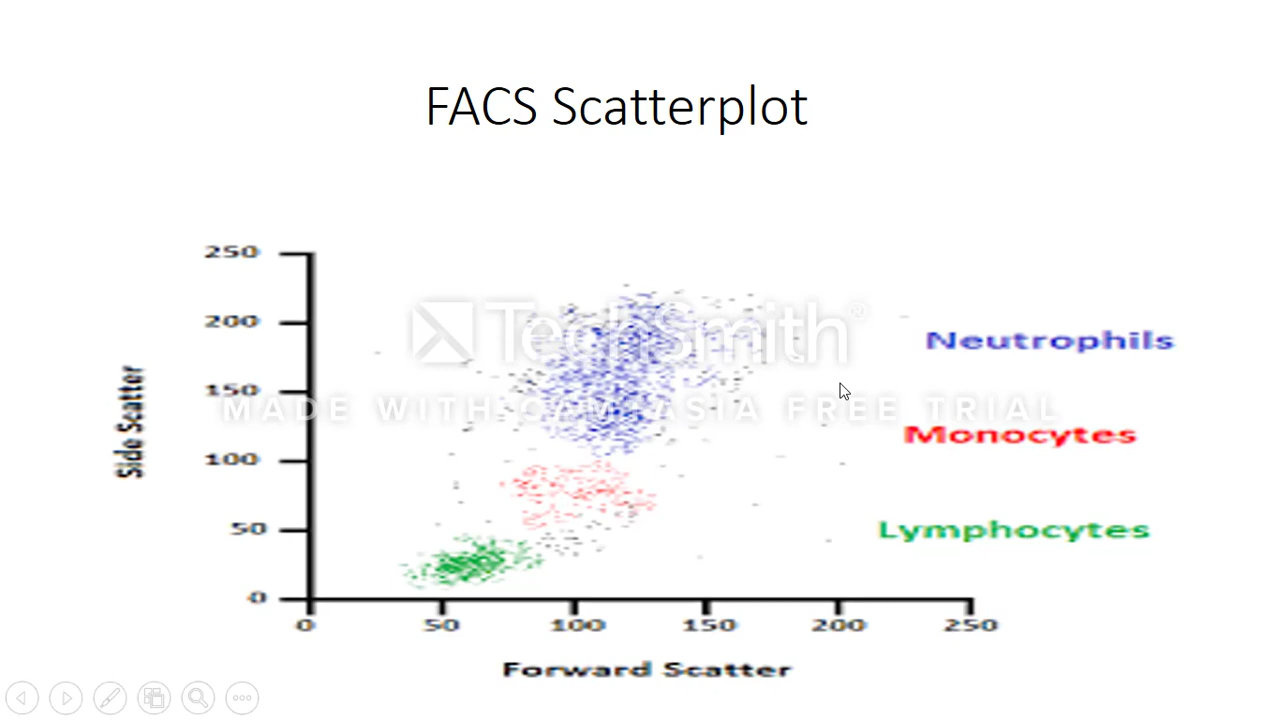 FACS Scatterplot
250
200
150
100
50
0
Side Scatter
0 50 100 150 200 250
Forward Scatter
Neutrophils
Monocytes
Lymphocytes
TechSmith®
MADE WITH CAMTASIA FREE TRIAL